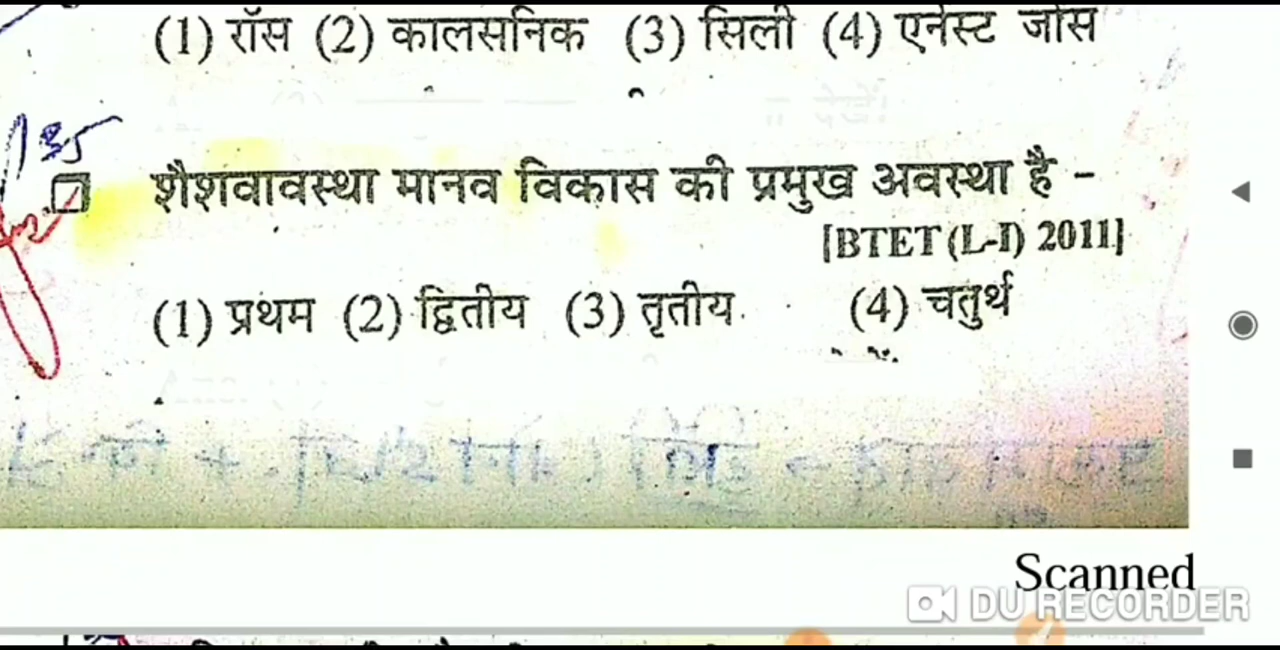 (1) रॉस (2) कालसनिक (3) सिली (4) एर्नेस्ट जोंस
135
शैशवावस्था मानव विकास की प्रमुख अवस्था है -
[BTET (L-I) 2011]
(1) प्रथम (2) द्वितीय (3) तृतीय (4) चतुर्थ
Scanned
DU RECORDER